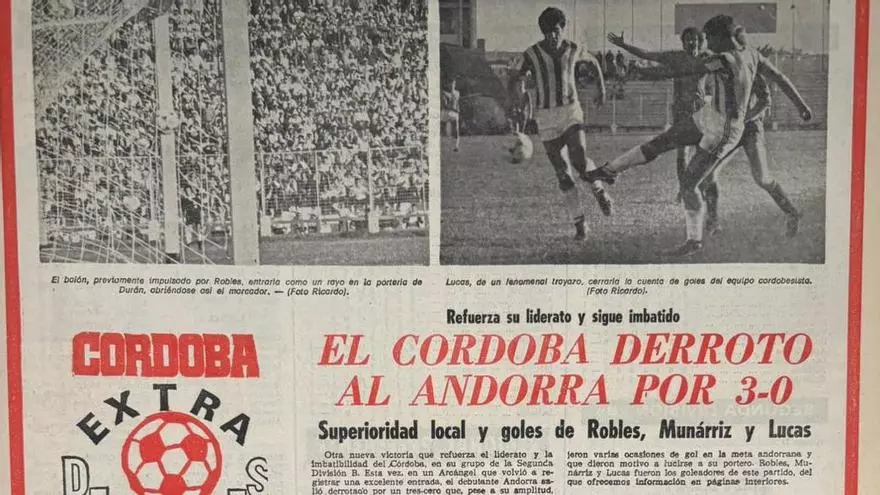 El balón, previamente impulsado por Robles, entraría como un rayo en la portería de
Durán, abriéndose así el marcador. — (Foto Ricardo).
Lucas, de un fenomenal trayazo, cerraría la cuenta de goles del equipo cordobesista.
(Foto Ricardo).
CORDOBA
EXTRA
Refuerza su liderato y sigue imbatido
EL CORDOBA DERROTO
AL ANDORRA POR 3-0
Superioridad local y goles de Robles, Munárriz y Lucas
Otra nueva victoria que refuerza el liderato y la
imbatibilidad del Córdoba, en su grupo de la Segunda
División B. Esta vez, en un Arcángel que volvió a
registrar una excelente entrada, el debutante Andorra
salió derrotado por un tres-cero que, pese a su amplitud,
jeron varias ocasiones de gol en la meta andorrana y
que dieron motivo a lucirse a su portero. Robles, Mu-
nárriz y Lucas fueron los goleadores de este partido, del
que ofrecemos información en páginas interiores.